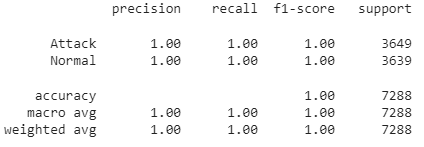 precision recall f1-score support
Attack 1.00 1.00 1.00 3649
Normal 1.00 1.00 1.00 3639
accuracy 1.00 7288
macro avg 1.00 1.00 1.00 7288
weighted avg 1.00 1.00 1.00 7288